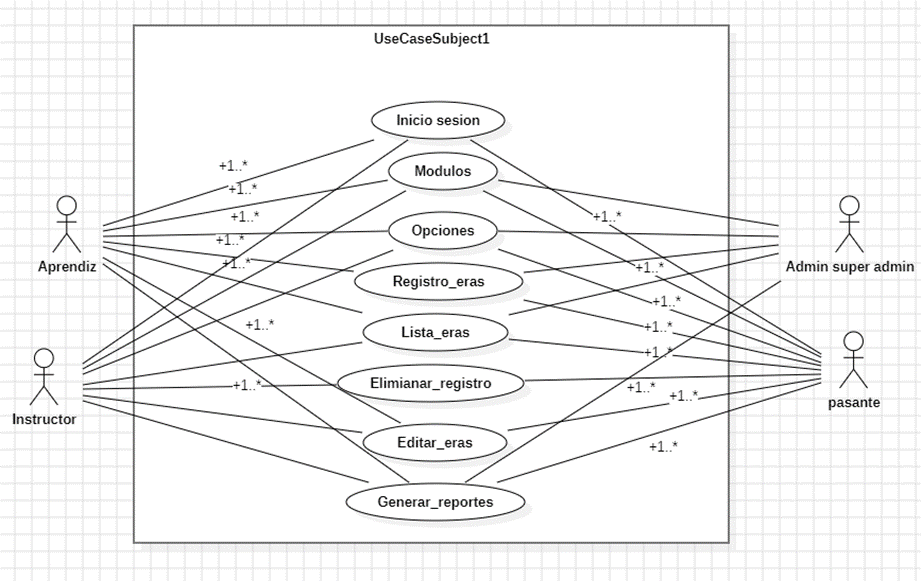 UseCaseSubject1
Inicio sesion
+1..*
Modulos
+1..*
+1..*
+1..*
Opciones
+1..*
+1..*
Aprendiz
Admin super admin
+1..*
Registro_eras
+1..*
+1..*
+1..*
Lista_eras
+1..*
Elimianar_registro
+1..*
+1..*
+1..*
Instructor
pasante
Editar_eras
+1..*
Generar_reportes